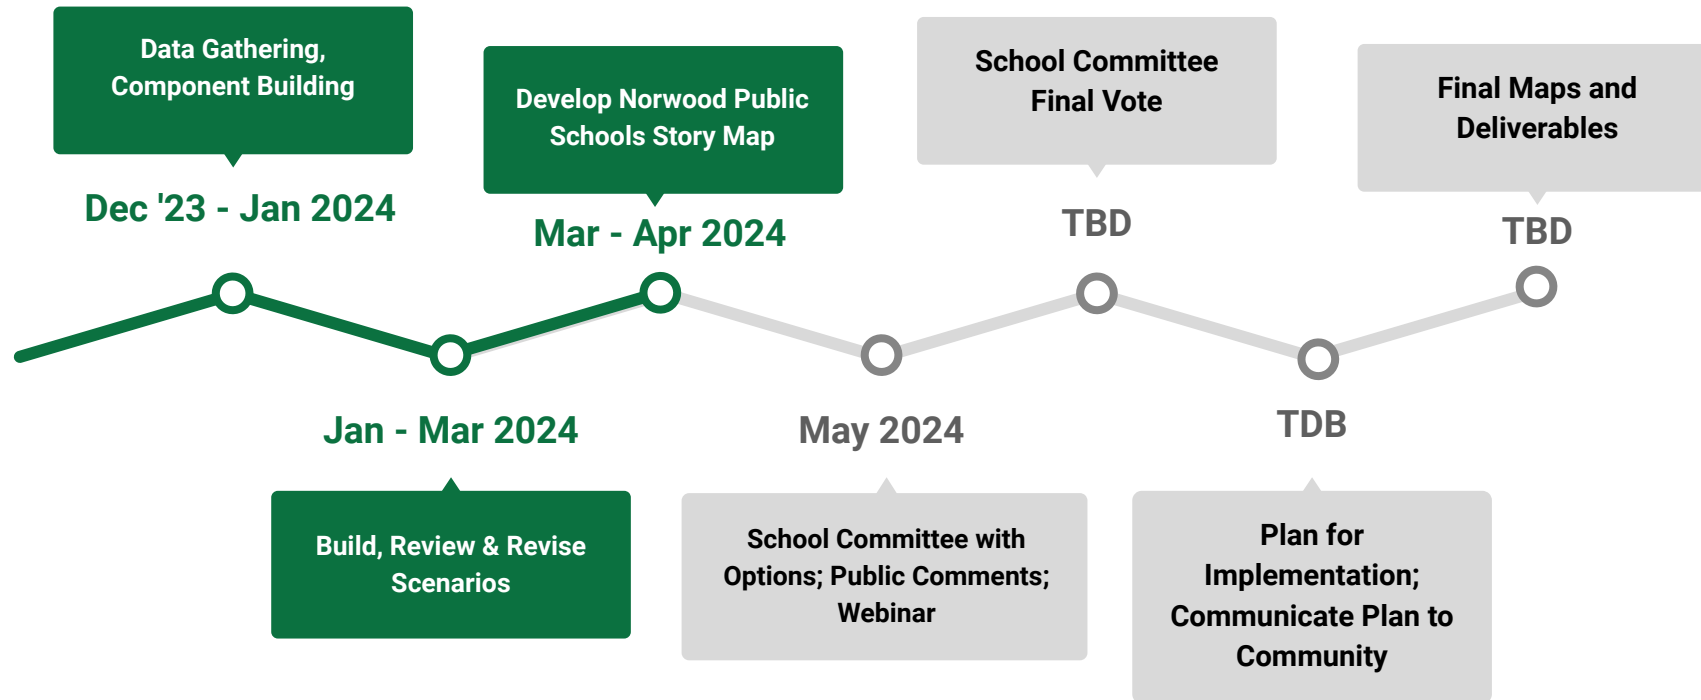 Data Gathering,
Component Building
Dec '23 - Jan 2024
Develop Norwood Public
Schools Story Map
Mar - Apr 2024
School Committee
Final Vote
TBD
Final Maps and
Deliverables
TBD
Jan - Mar 2024
Build, Review & Revise
Scenarios
May 2024
School Committee with
Options; Public Comments;
Webinar
TDB
Plan for
Implementation;
Communicate Plan to
Community